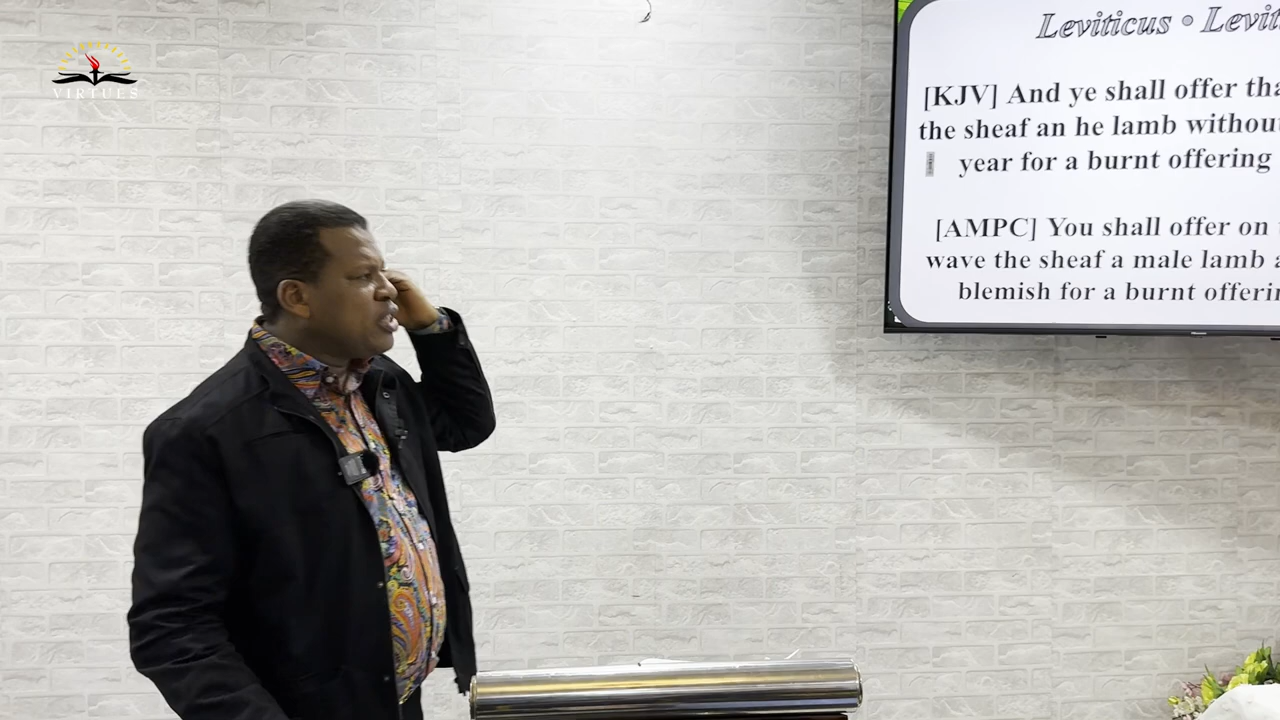 VIRTUES
Leviticus • Levit
[KJV] And ye shall offer tha
the sheaf an he lamb without
year for a burnt offering
[AMPC] You shall offer on
wave the sheaf a male lamb a
blemish for a burnt offerin